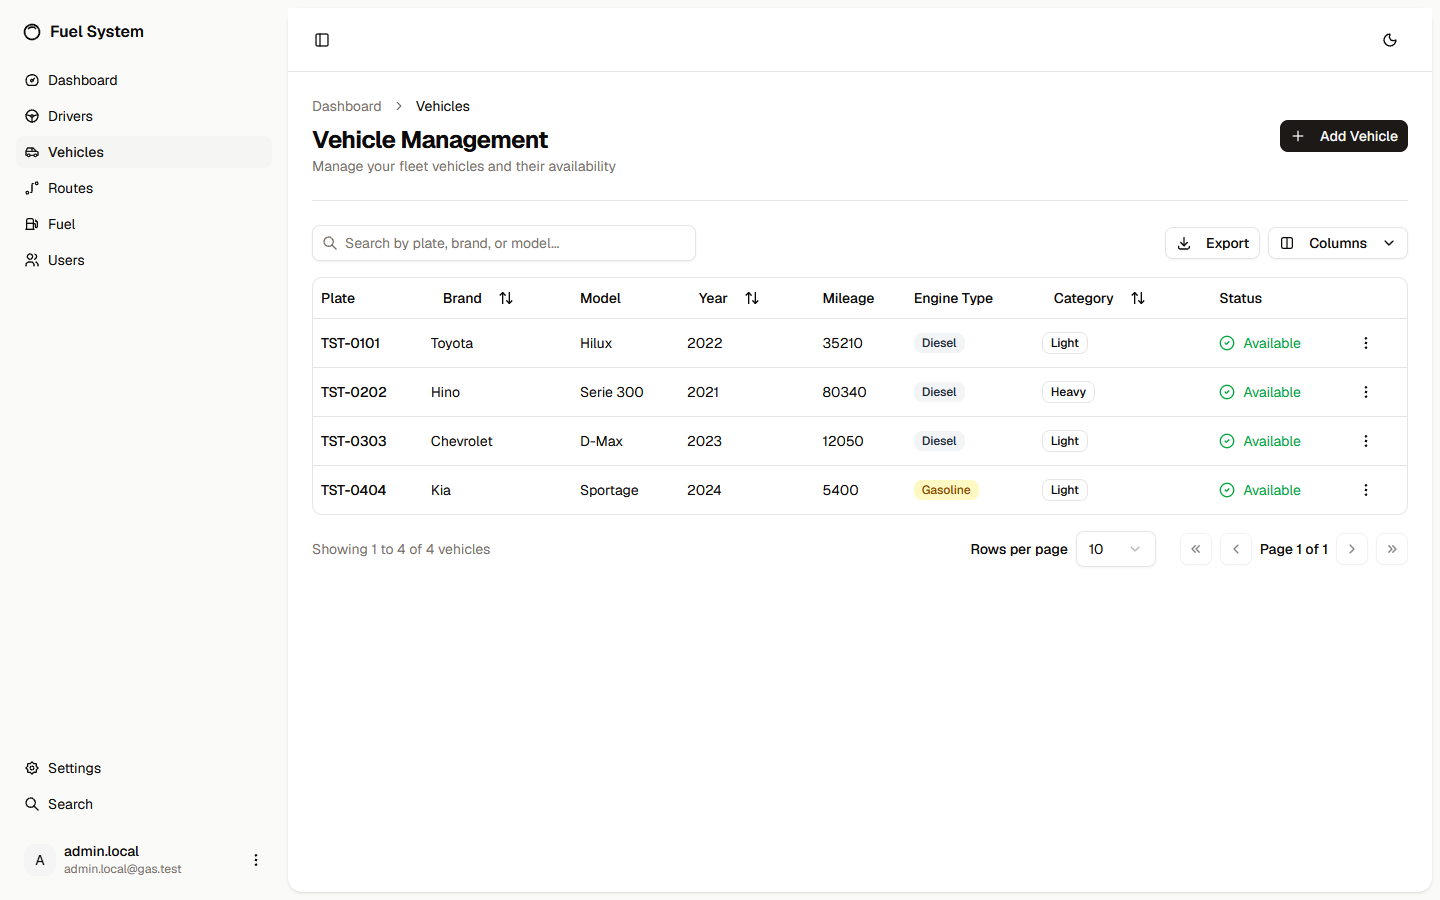 Fuel System
Dashboard
Drivers
Vehicles
Routes
Fuel
Users
Settings
Search
A
admin.local
admin.local@gas.test
Dashboard > Vehicles
Vehicle Management
Manage your fleet vehicles and their availability
Add Vehicle
Search by plate, brand, or model...
Export
Columns
Plate Brand Model Year Mileage Engine Type Category Status
TST-0101 Toyota Hilux 2022 35210 Diesel Light Available
TST-0202 Hino Serie 300 2021 80340 Diesel Heavy Available
TST-0303 Chevrolet D-Max 2023 12050 Diesel Light Available
TST-0404 Kia Sportage 2024 5400 Gasoline Light Available
Showing 1 to 4 of 4 vehicles
Rows per page 10 Page 1 of 1